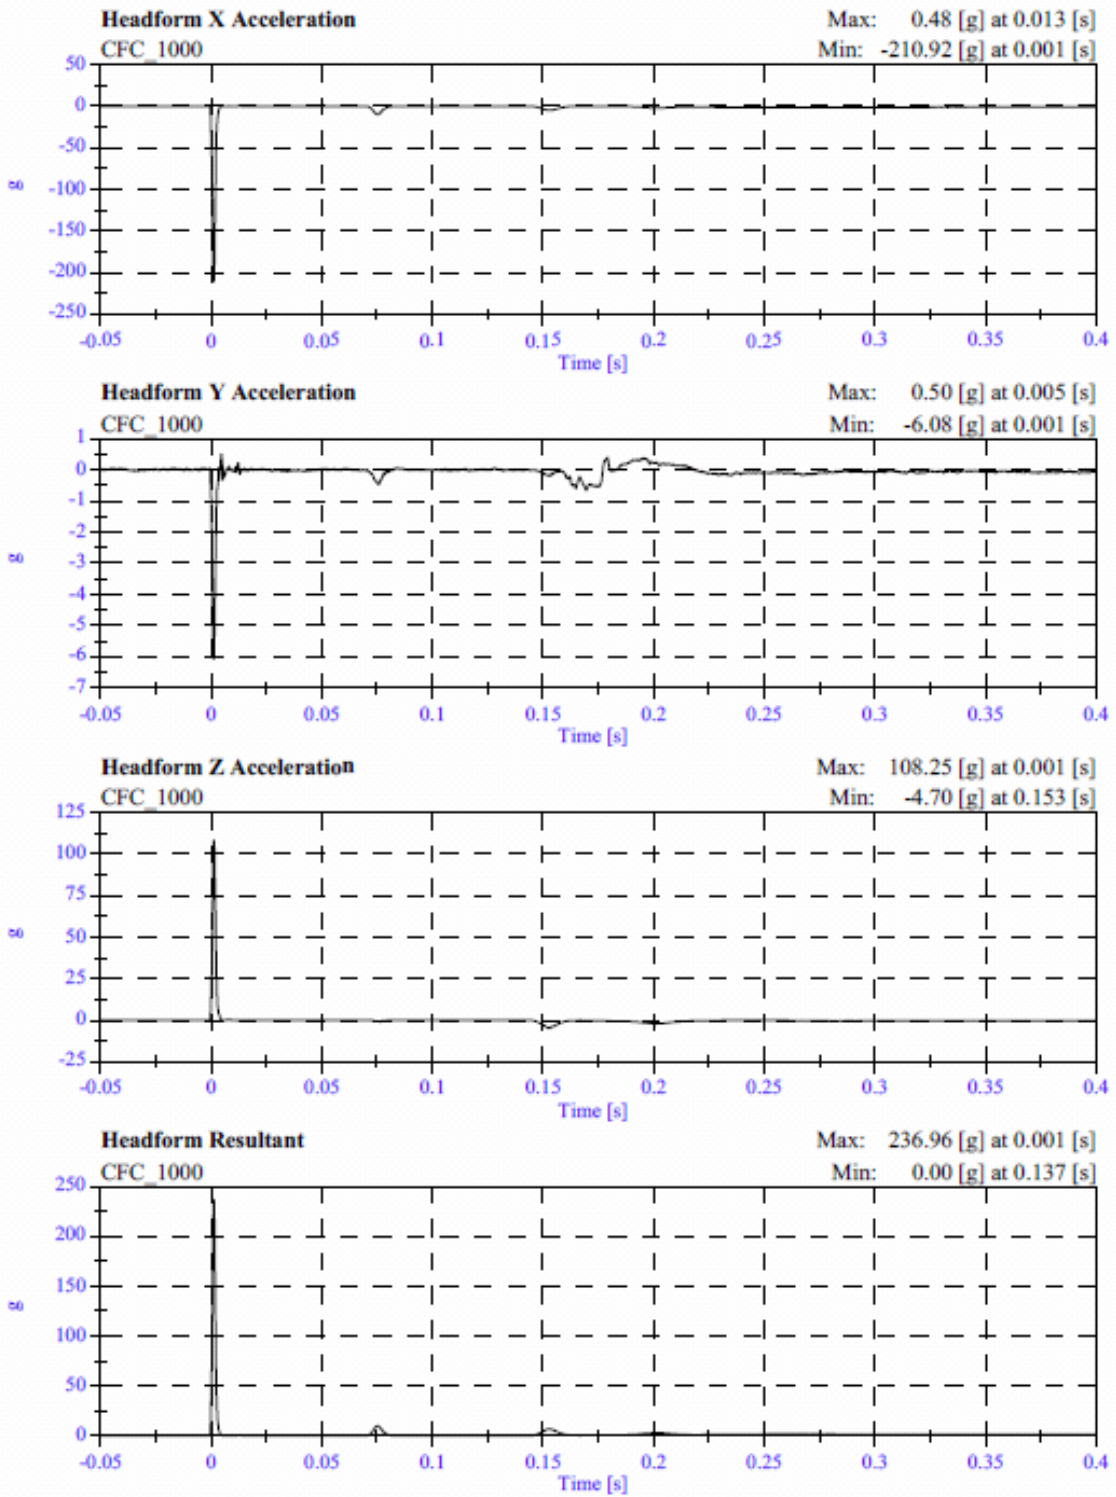 Headform X Acceleration
Max: 0.48 [g] at 0.013 [s]
CFC_1000
Min: -210.92 [g] at 0.001 [s]
50
0
-50
-100
-150
-200
-250
g
-0.05 0 0.05 0.1 0.15 0.2 0.25 0.3 0.35 0.4
Time [s]
Headform Y Acceleration
Max: 0.50 [g] at 0.005 [s]
CFC_1000
Min: -6.08 [g] at 0.001 [s]
1
0
-1
-2
-3
-4
-5
-6
-7
g
-0.05 0 0.05 0.1 0.15 0.2 0.25 0.3 0.35 0.4
Time [s]
Headform Z Acceleration
Max: 108.25 [g] at 0.001 [s]
CFC_1000
Min: -4.70 [g] at 0.153 [s]
125
100
75
50
25
0
-25
g
-0.05 0 0.05 0.1 0.15 0.2 0.25 0.3 0.35 0.4
Time [s]
Headform Resultant
Max: 236.96 [g] at 0.001 [s]
CFC_1000
Min: 0.00 [g] at 0.137 [s]
250
200
150
100
50
0
g
-0.05 0 0.05 0.1 0.15 0.2 0.25 0.3 0.35 0.4
Time [s]